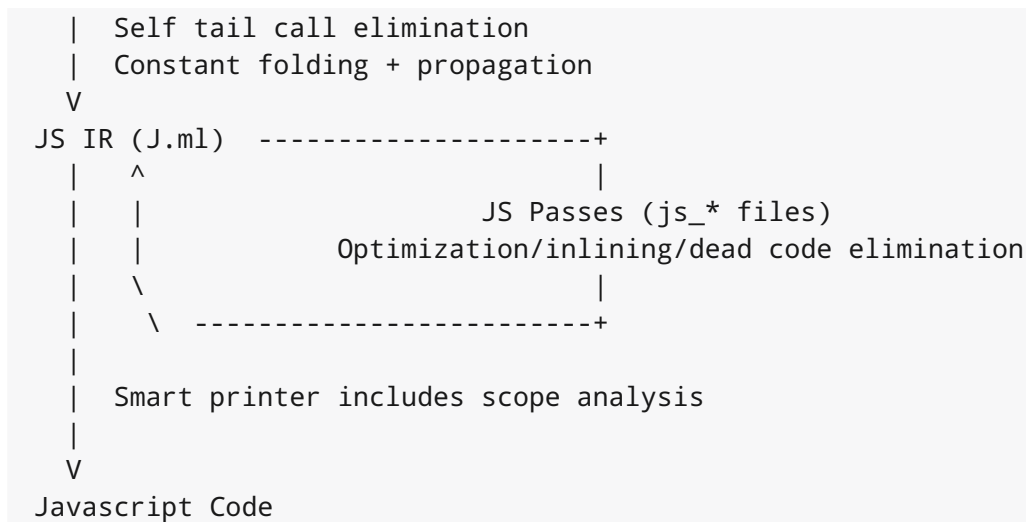 |  Self tail call elimination
  |  Constant folding + propagation
  V
JS IR (J.ml)  ---------------------+
  |   ^                            |
  |   |                     JS Passes (js_* files)
  |   |            Optimization/inlining/dead code elimination
  |   \                            |
  |    \  -------------------------+
  |
  |  Smart printer includes scope analysis
  |
  V
Javascript Code